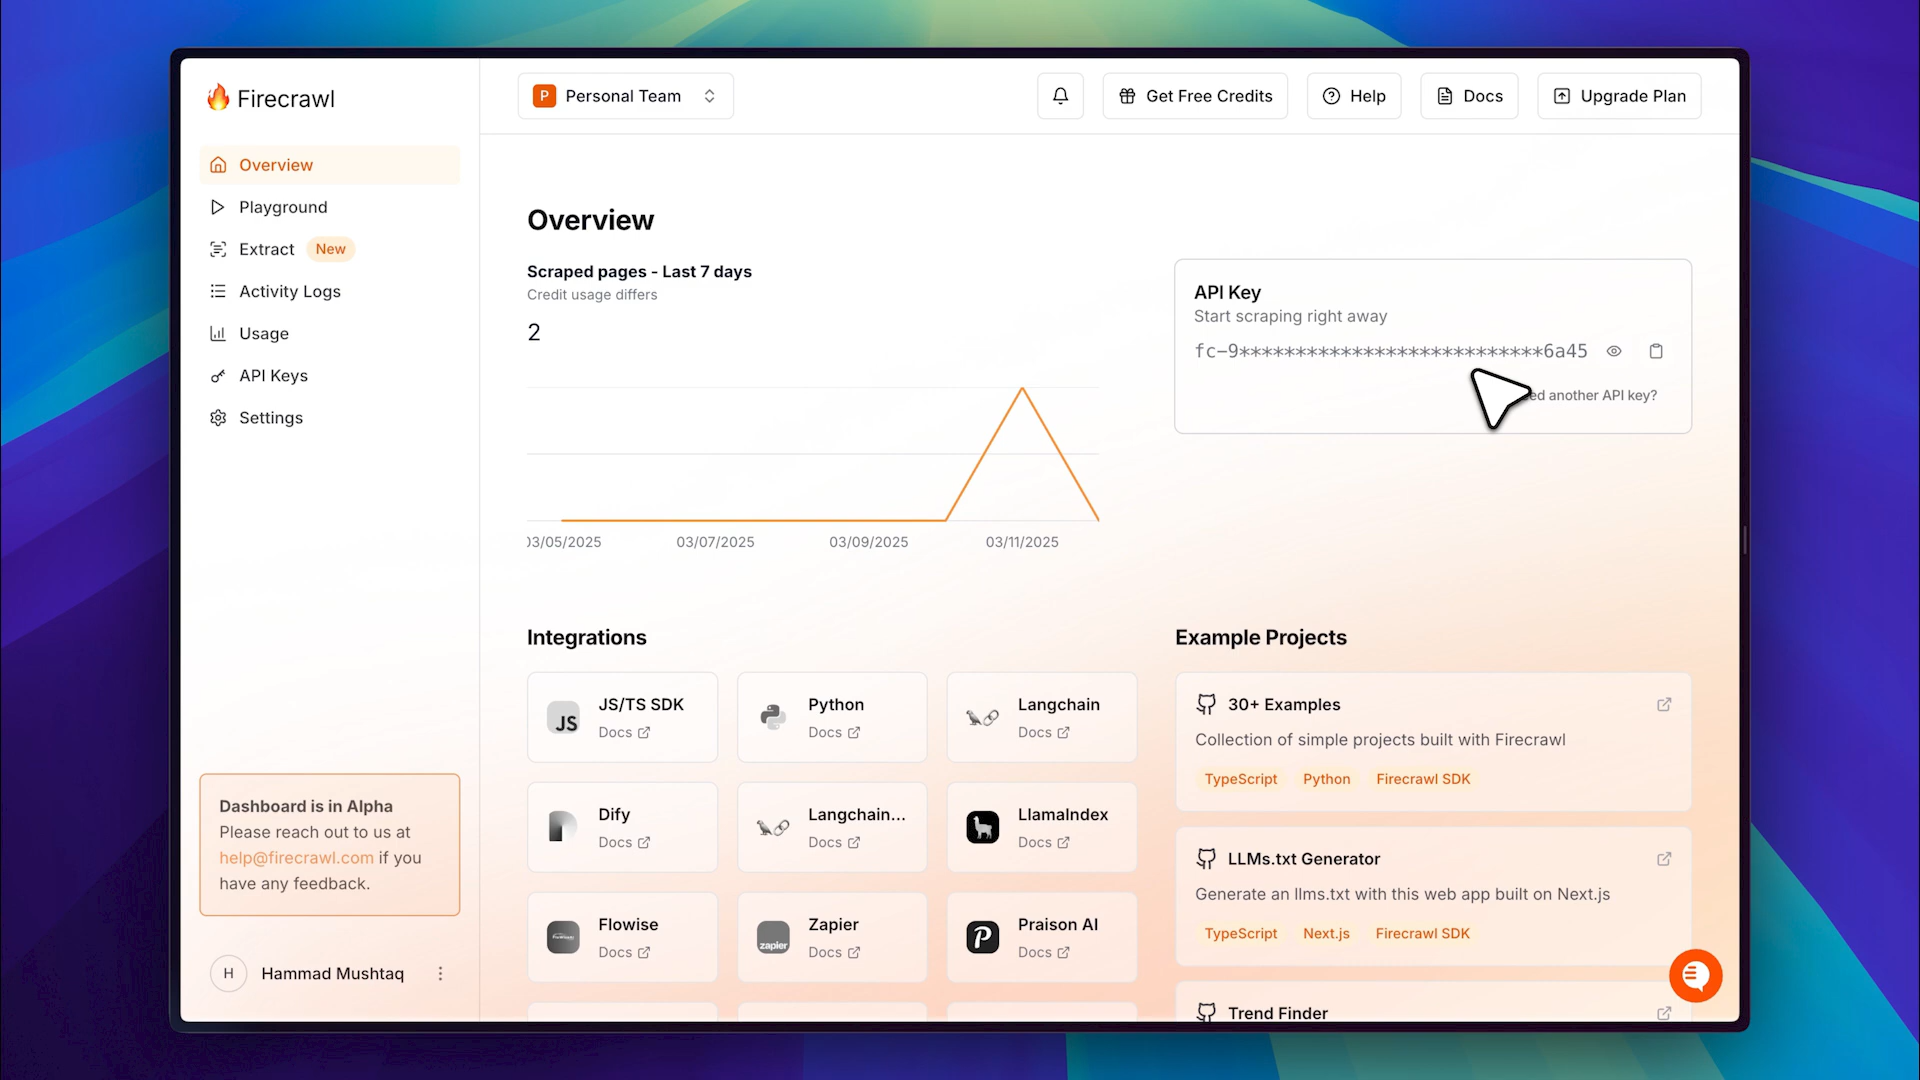 Firecrawl
Overview
Playground
Extract New
Activity Logs
Usage
API Keys
Settings
Dashboard is in Alpha
Please reach out to us at
help@firecrawl.com if you
have any feedback.
H Hammad Mushtaq
P Personal Team
Get Free Credits
Help
Docs
Upgrade Plan
Overview
Scraped pages - Last 7 days
Credit usage differs
2
03/05/2025 03/07/2025 03/09/2025 03/11/2025
API Key
Start scraping right away
fc-9***************************6a45
another API key?
Integrations
JS JS/TS SDK
Docs
Python
Docs
Langchain
Docs
Dify
Docs
Langchain...
Docs
LlamaIndex
Docs
Flowise
Docs
zapier Zapier
Docs
P Praison AI
Docs
Example Projects
30+ Examples
Collection of simple projects built with Firecrawl
TypeScript Python Firecrawl SDK
LLMs.txt Generator
Generate an llms.txt with this web app built on Next.js
TypeScript Next.js Firecrawl SDK
Trend Finder